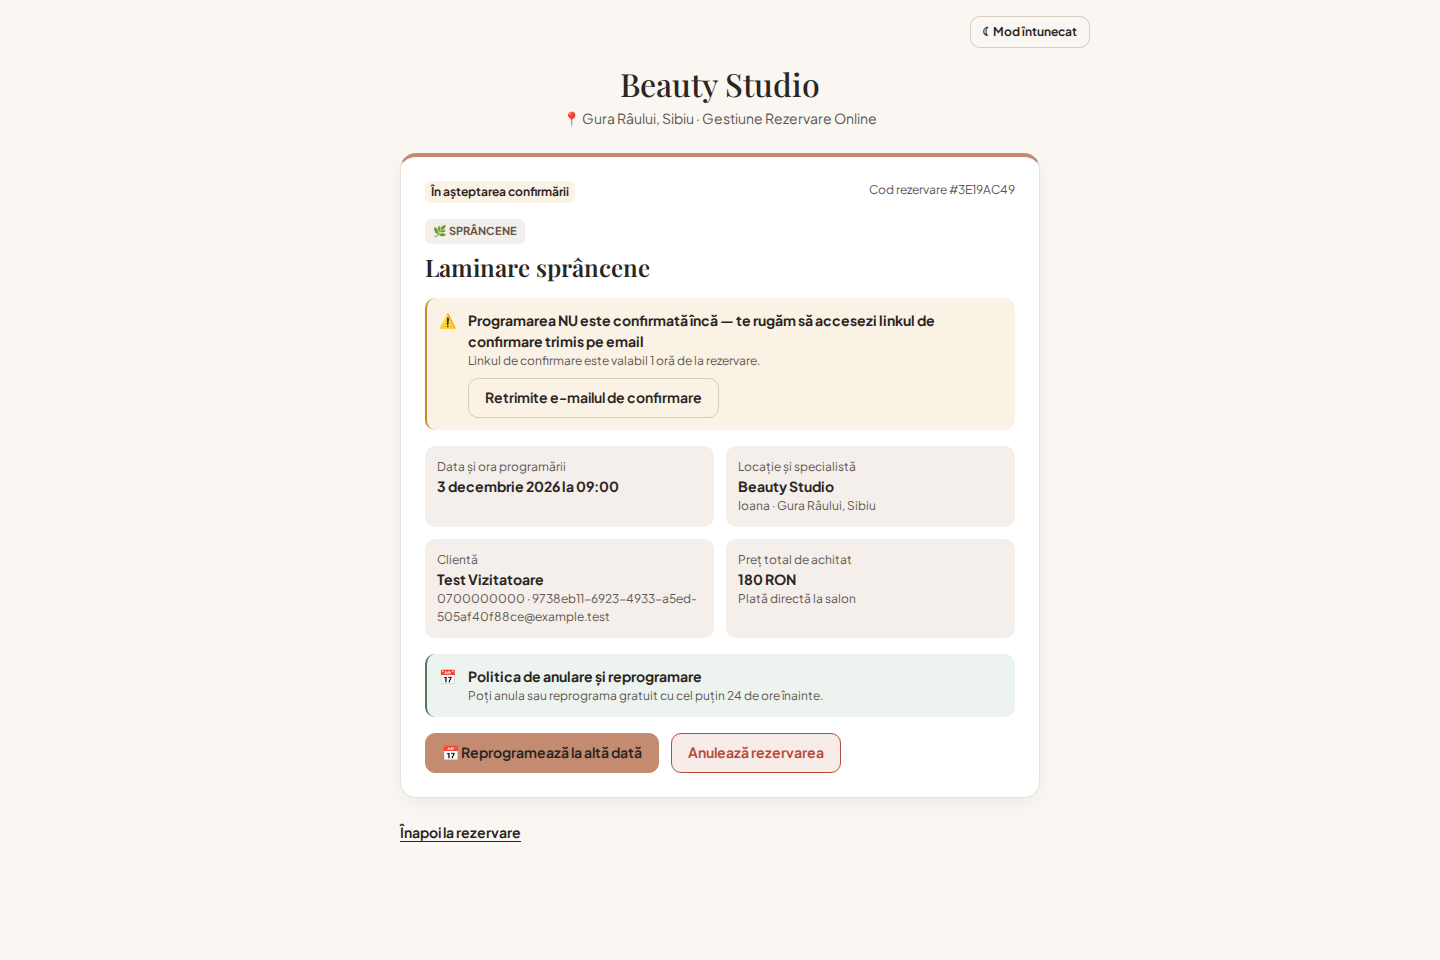 Mod întunecat
Beauty Studio
Gura Râului, Sibiu · Gestiune Rezervare Online
În așteptarea confirmării
Cod rezervare #3E19AC49
SPRÂNCENE
Laminare sprâncene
Programarea NU este confirmată încă — te rugăm să accesezi linkul de
confirmare trimis pe email
Linkul de confirmare este valabil 1 oră de la rezervare.
Retrimite e-mailul de confirmare
Data și ora programării
3 decembrie 2026 la 09:00
Locație și specialistă
Beauty Studio
Ioana · Gura Râului, Sibiu
Clientă
Test Vizitatoare
0700000000 · 9738eb11-6923-4933-a5ed-
505af40f88ce@example.test
Preț total de achitat
180 RON
Plată directă la salon
Politica de anulare și reprogramare
Poți anula sau reprograma gratuit cu cel puțin 24 de ore înainte.
Reprogramează la altă dată
Anulează rezervarea
Înapoi la rezervare